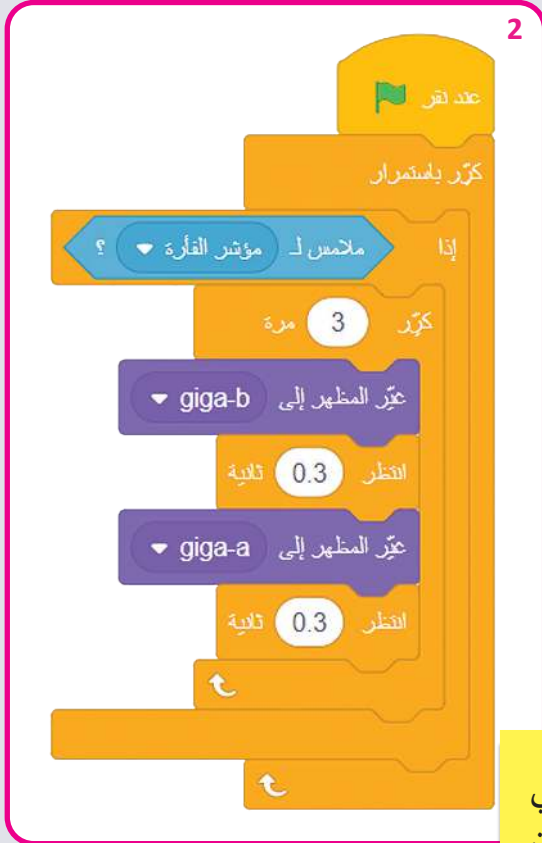 2
عند نقر
كرّر باستمرار
إذا ملامس لـ مؤشر الفأرة ؟
كرّر 3 مرة
غيّر المظهر إلى giga-b
انتظر 0.3 ثانية
غيّر المظهر إلى giga-a
انتظر 0.3 ثانية